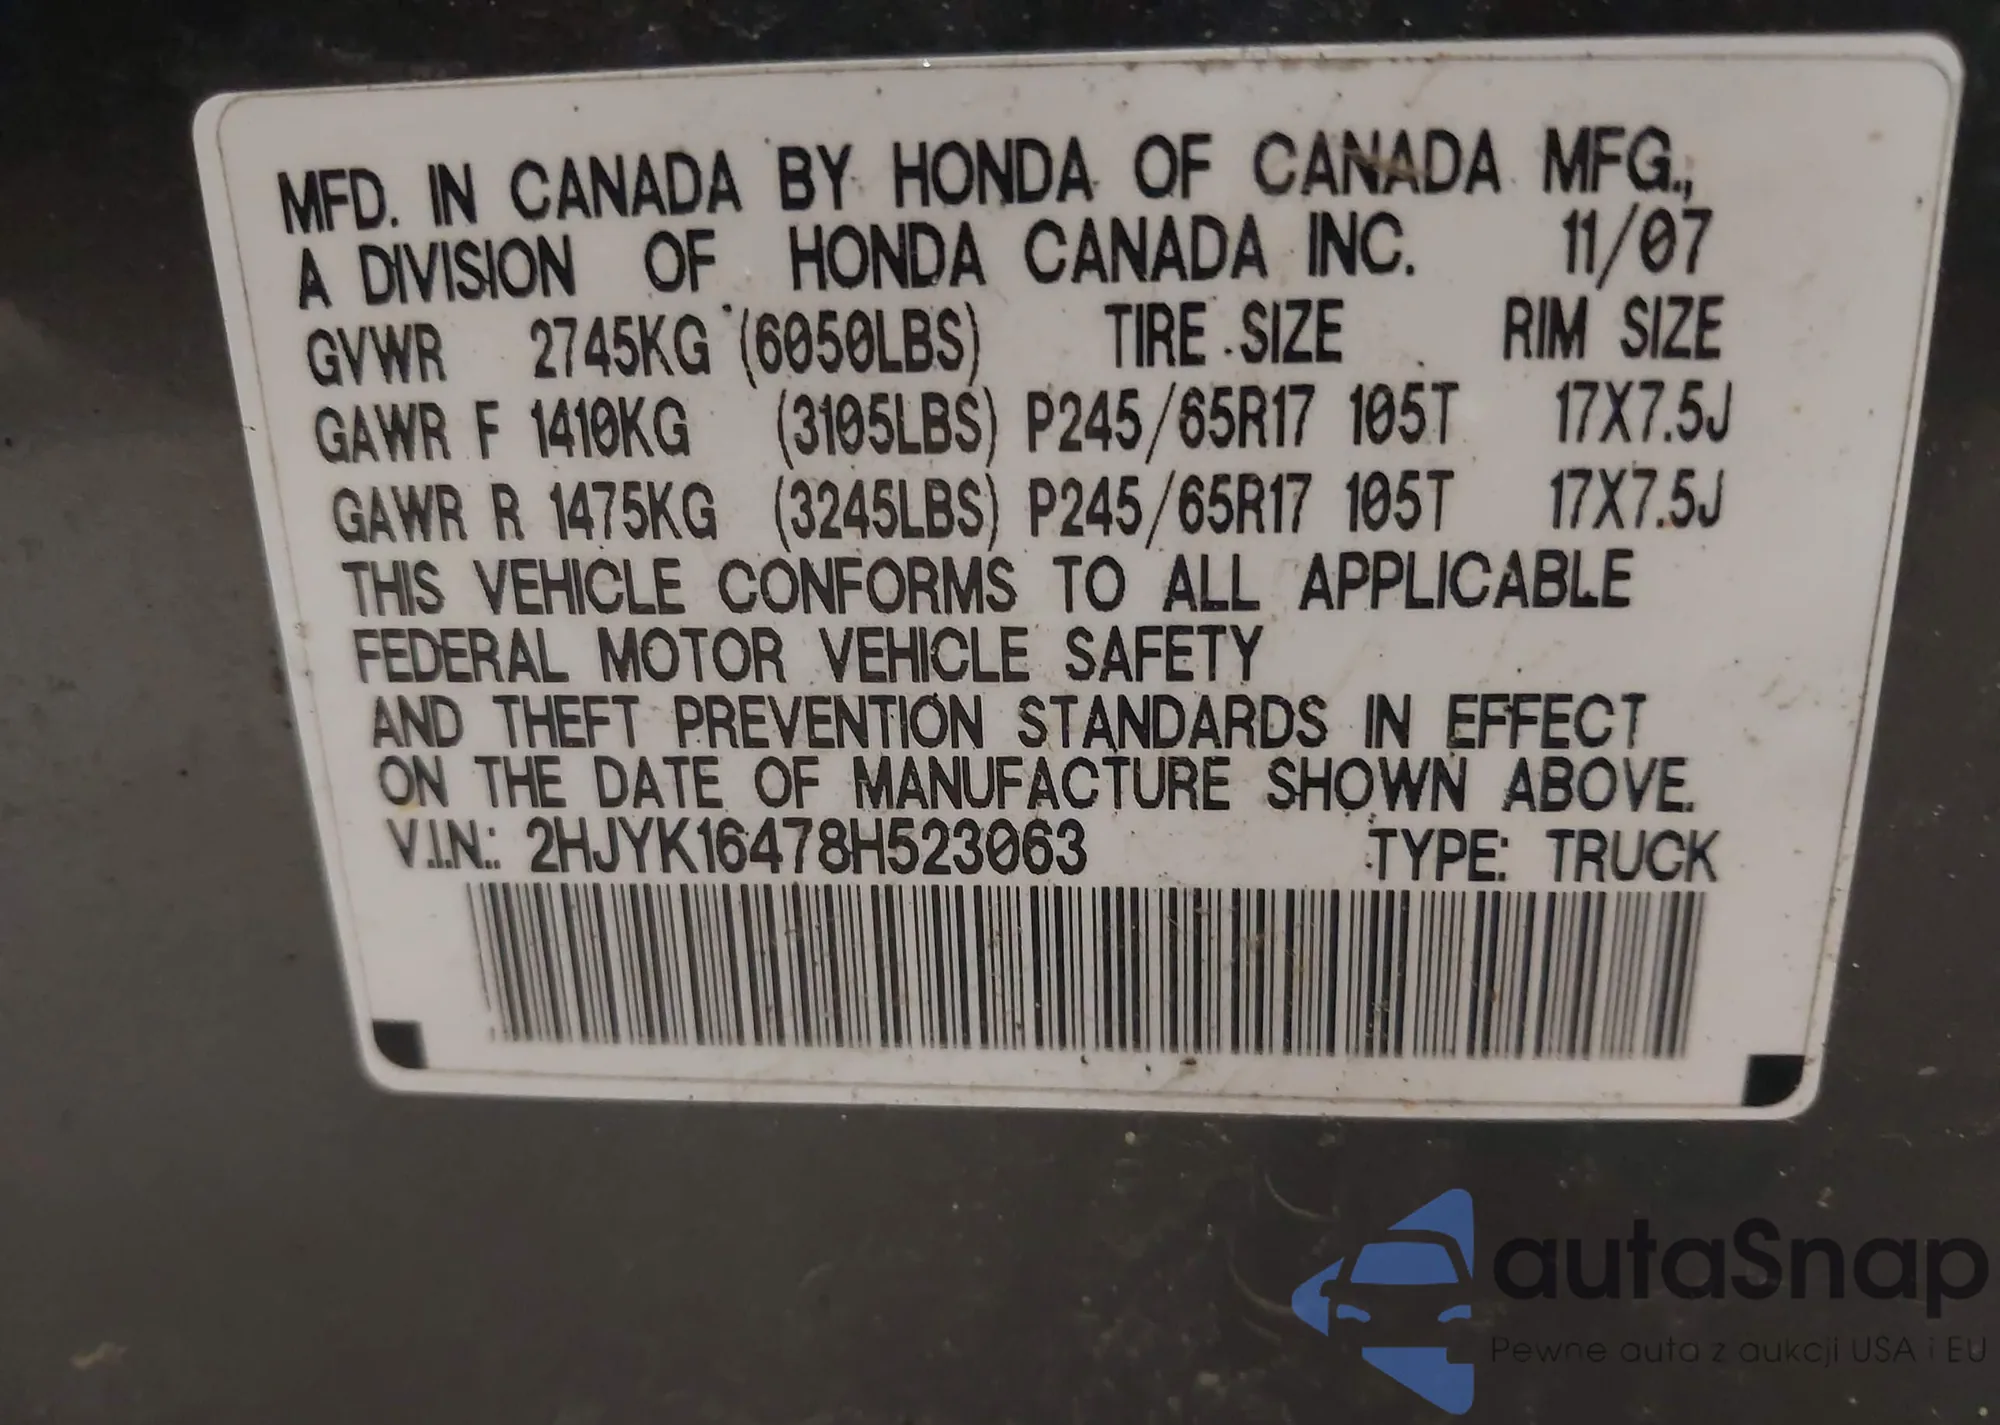 MFD. IN CANADA BY HONDA OF CANADA MFG.,
A DIVISION OF HONDA CANADA INC. 11/07
GVWR 2745KG (6050LBS) TIRE SIZE RIM SIZE
GAWR F 1410KG (3105LBS) P245/65R17 105T 17X7.5J
GAWR R 1475KG (3245LBS) P245/65R17 105T 17X7.5J
THIS VEHICLE CONFORMS TO ALL APPLICABLE
FEDERAL MOTOR VEHICLE SAFETY
AND THEFT PREVENTION STANDARDS IN EFFECT
ON THE DATE OF MANUFACTURE SHOWN ABOVE.
V.I.N.: 2HJYK16478H523063 TYPE: TRUCK
autaSnap
Pewne auta z aukcji USA i EU